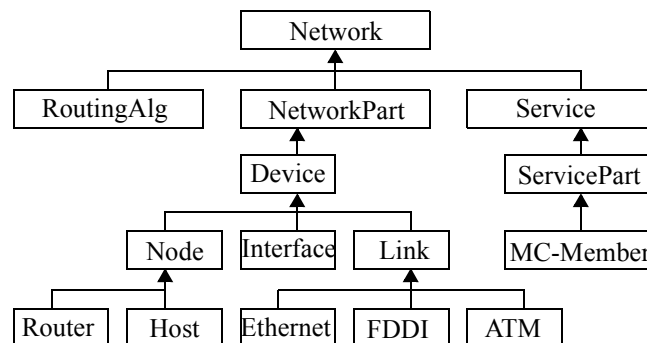 Network
RoutingAlg
NetworkPart
Service
Device
ServicePart
Node
Interface
Link
MC-Member
Router
Host
Ethernet
FDDI
ATM